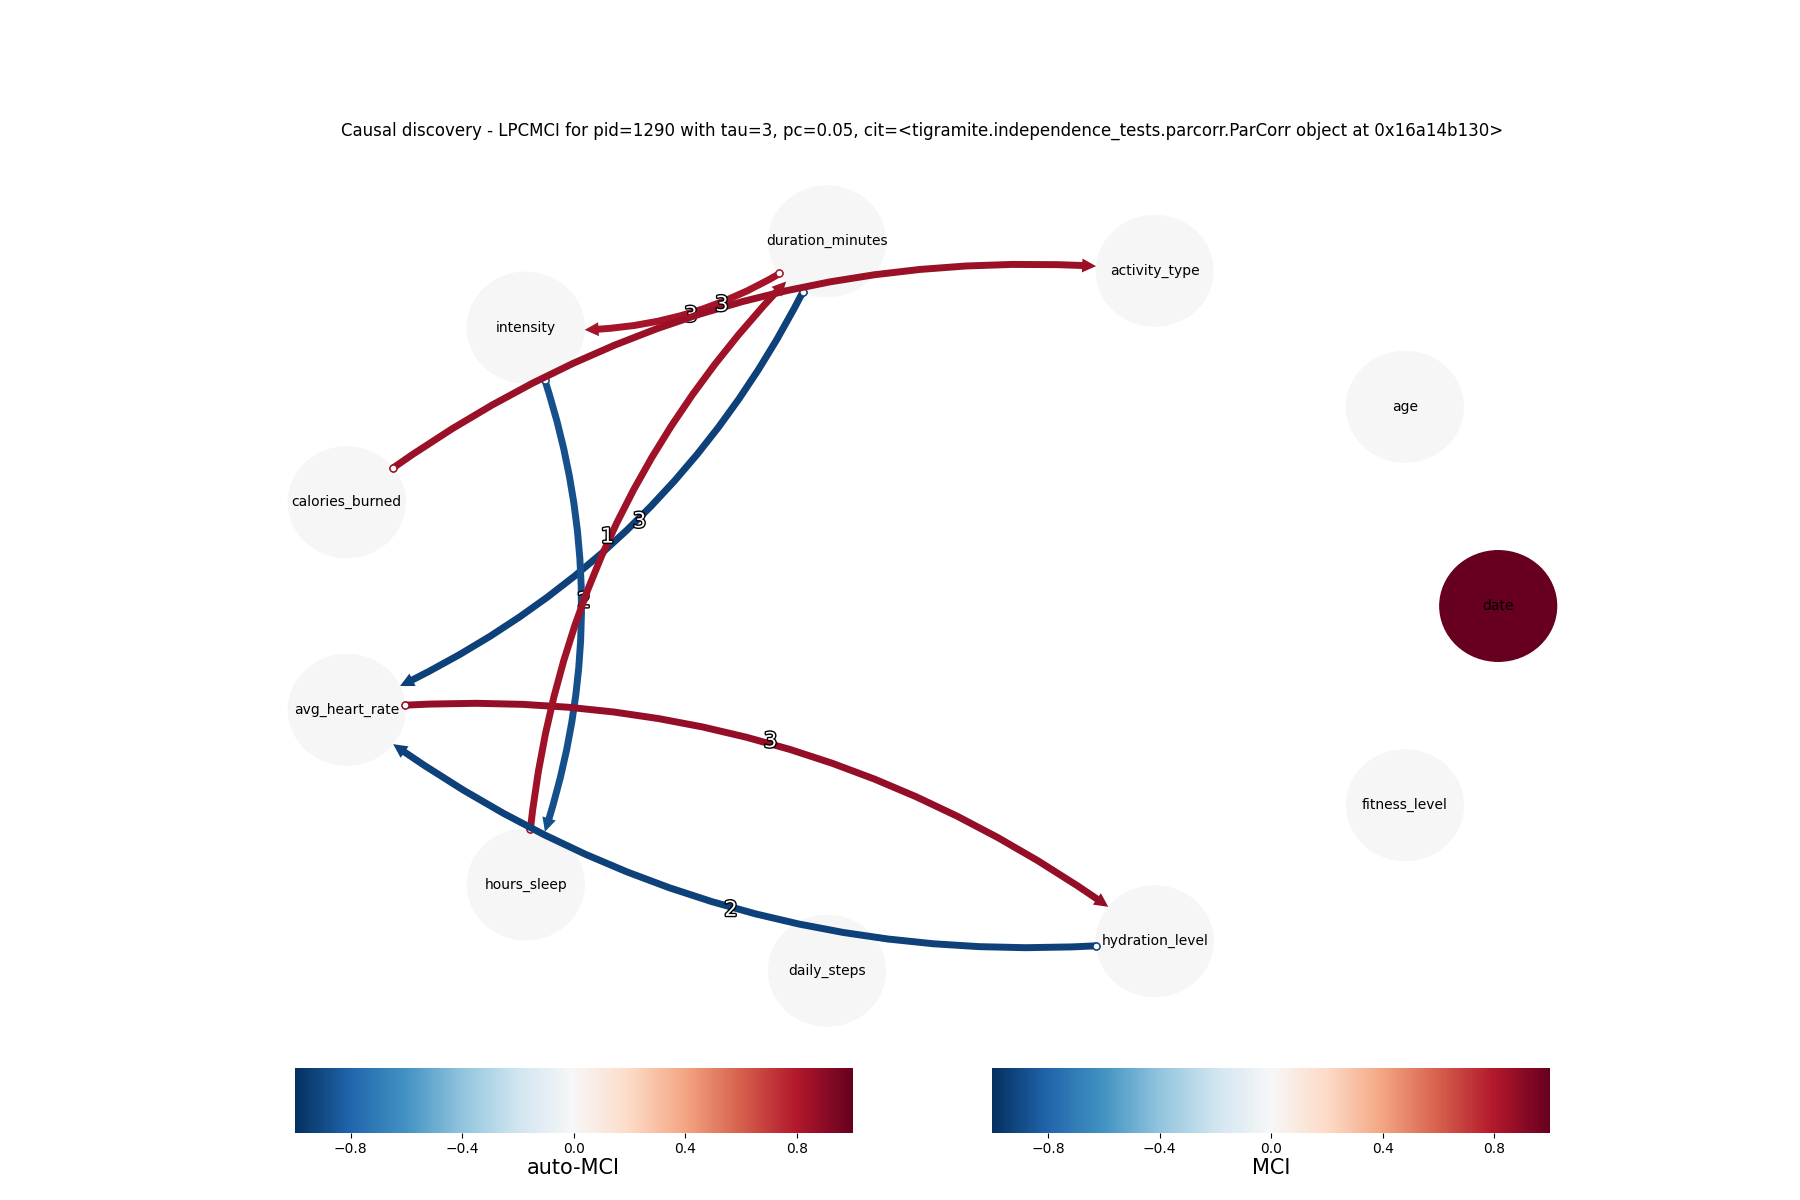 Causal discovery - LPCMCI for pid=1290 with tau=3, pc=0.05, cit=<tigramite.independence_tests.parcorr.ParCorr object at 0x16a14b130>
duration_minutes
activity_type
intensity
3
3
age
calories_burned
3
1
date
2
avg_heart_rate
3
fitness_level
hours_sleep
2
hydration_level
daily_steps
−0.8 −0.4 0.0 0.4 0.8
auto-MCI
−0.8 −0.4 0.0 0.4 0.8
MCI